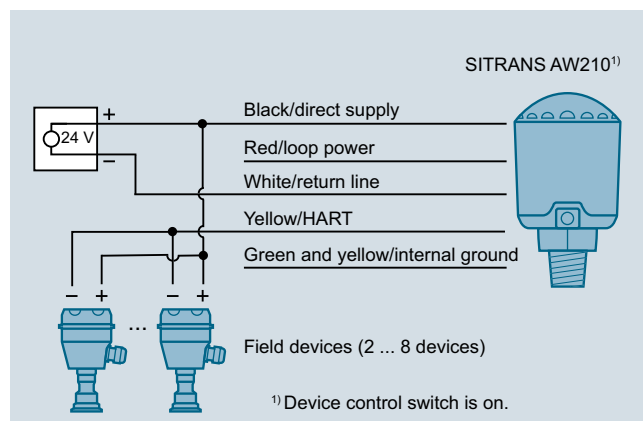 SITRANS AW210¹⁾
+
Black/direct supply
24 V
Red/loop power
–
White/return line
Yellow/HART
Green and yellow/internal ground
– + – +
...
Field devices (2 ... 8 devices)
¹⁾ Device control switch is on.